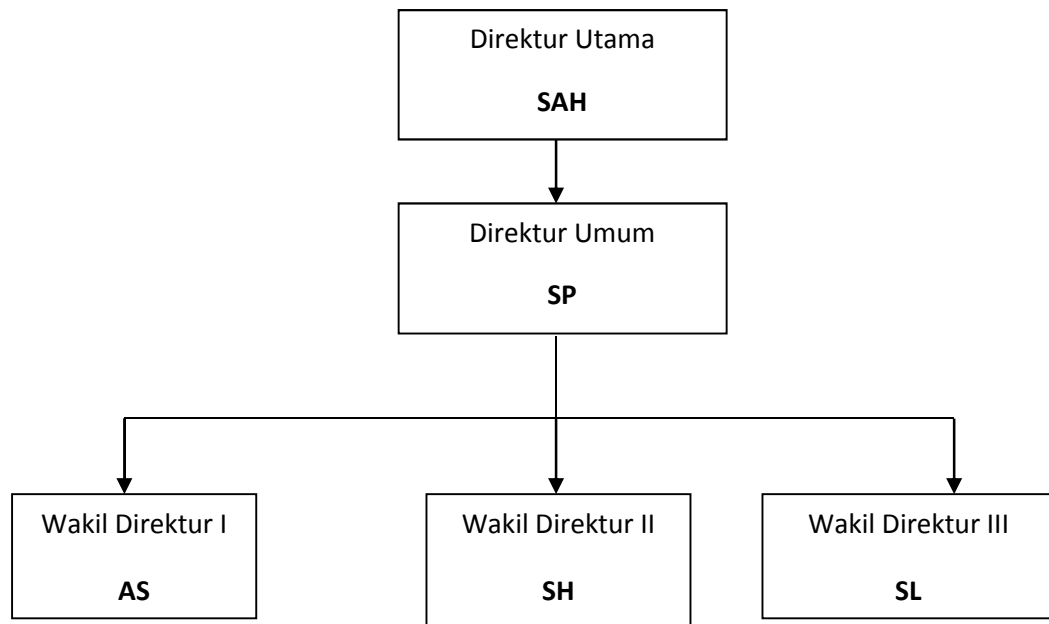 Direktur Utama
SAH
Direktur Umum
SP
Wakil Direktur I
AS
Wakil Direktur II
SH
Wakil Direktur III
SL